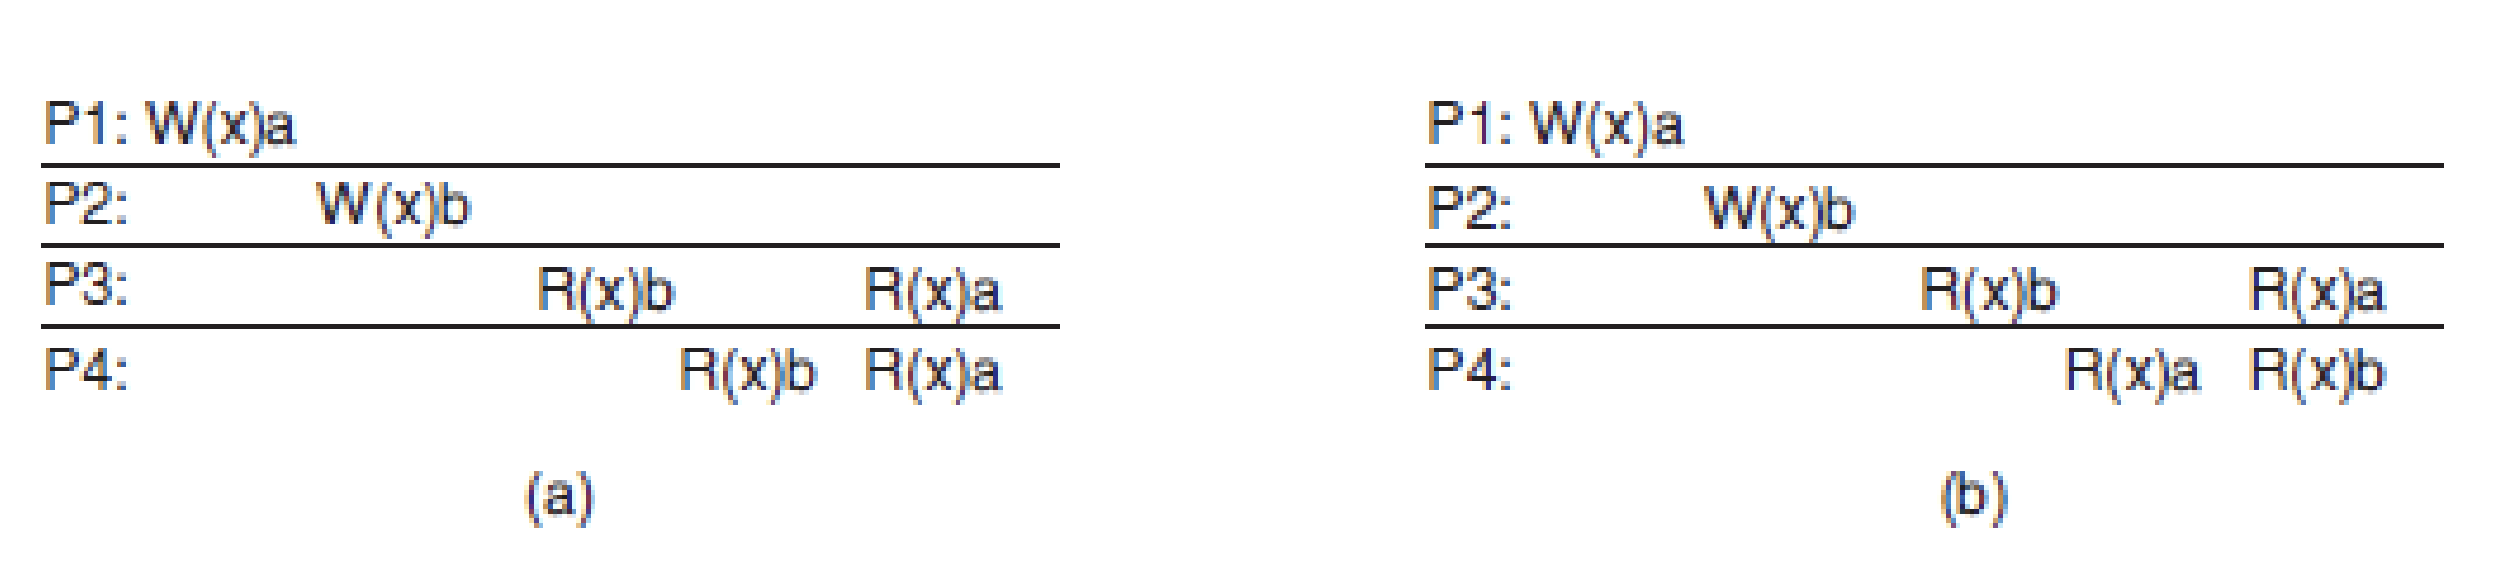 P1: W(x)a
P2: W(x)b
P3: R(x)b R(x)a
P4: R(x)b R(x)a
(a)
P1: W(x)a
P2: W(x)b
P3: R(x)b R(x)a
P4: R(x)a R(x)b
(b)